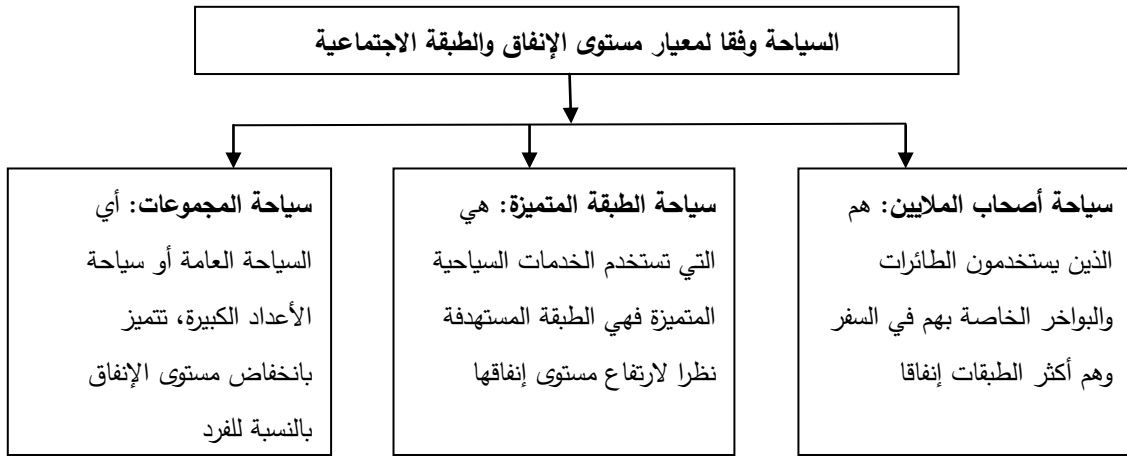 السياحة وفقا لمعيار مستوى الإنفاق والطبقة الاجتماعية
سياحة أصحاب الملايين: هم
الذين يستخدمون الطائرات
والبواخر الخاصة بهم في السفر
وهم أكثر الطبقات إنفاقا
سياحة الطبقة المتميزة: هي
التي تستخدم الخدمات السياحية
المتميزة فهي الطبقة المستهدفة
نظرا لارتفاع مستوى إنفاقها
سياحة المجموعات: أي
السياحة العامة أو سياحة
الأعداد الكبيرة، تتميز
بانخفاض مستوى الإنفاق
بالنسبة للفرد